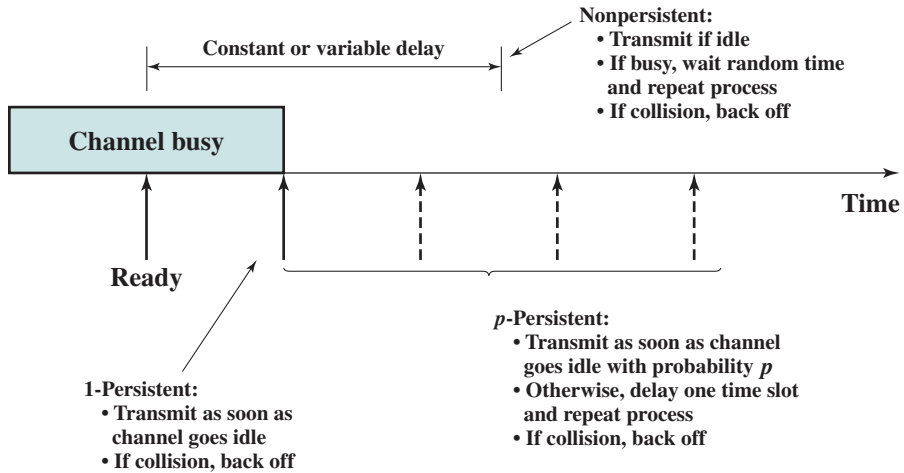 Nonpersistent:
• Transmit if idle
• If busy, wait random time
and repeat process
• If collision, back off
Constant or variable delay
Channel busy
Time
Ready
p-Persistent:
• Transmit as soon as channel
goes idle with probability p
• Otherwise, delay one time slot
and repeat process
• If collision, back off
1-Persistent:
• Transmit as soon as
channel goes idle
• If collision, back off